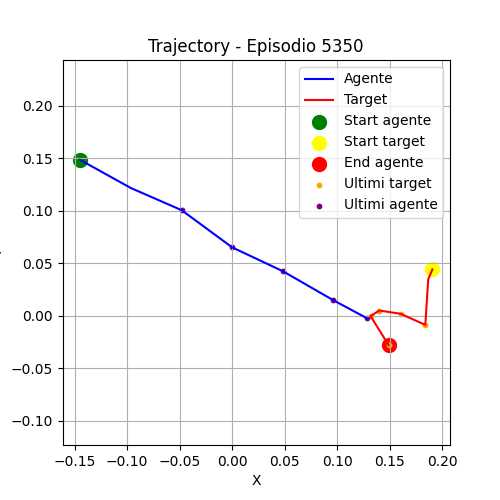 Trajectory - Episodio 5350
Agente
Target
Start agente
Start target
End agente
Ultimi target
Ultimi agente
0.20
0.15
0.10
0.05
0.00
−0.05
−0.10
−0.15 −0.10 −0.05 0.00 0.05 0.10 0.15 0.20
X